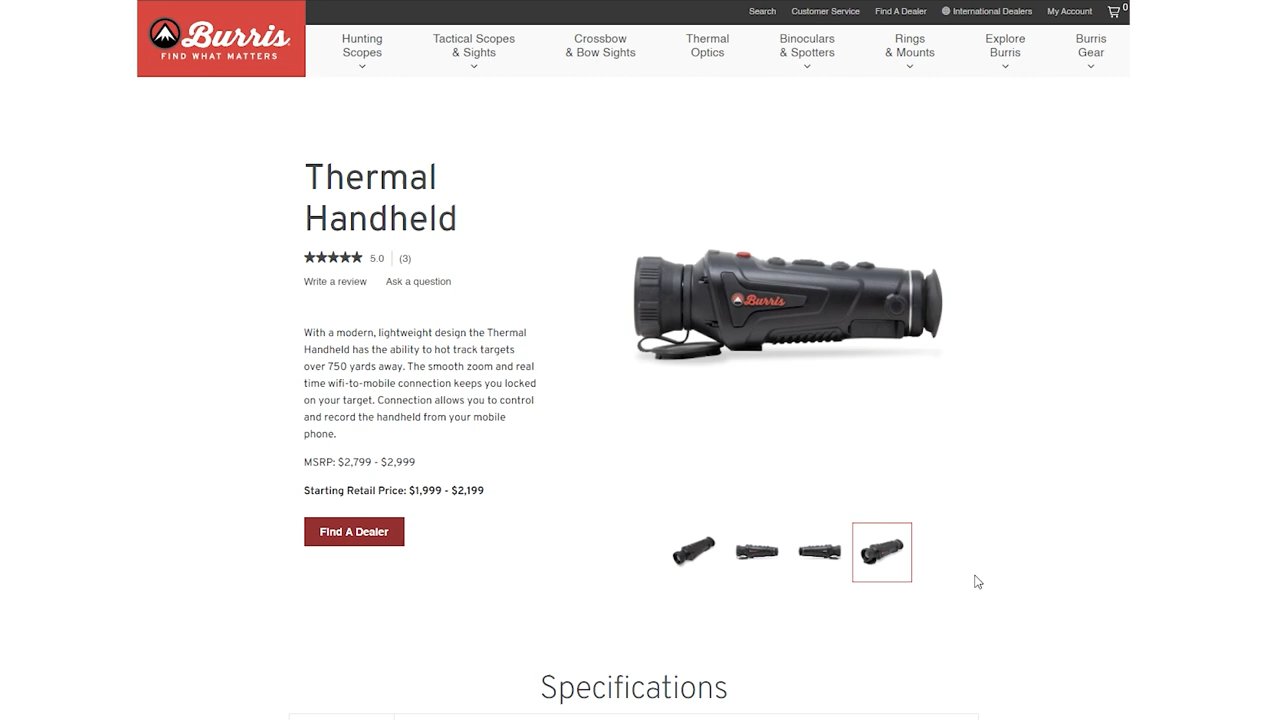 Search Customer Service Find A Dealer International Dealers My Account 0
Burris
FIND WHAT MATTERS
Hunting Scopes
Tactical Scopes & Sights
Crossbow & Bow Sights
Thermal Optics
Binoculars & Spotters
Rings & Mounts
Explore Burris
Burris Gear
Thermal
Handheld
5.0 (3)
Write a review Ask a question
With a modern, lightweight design the Thermal
Handheld has the ability to hot track targets
over 750 yards away. The smooth zoom and real
time wifi-to-mobile connection keeps you locked
on your target. Connection allows you to control
and record the handheld from your mobile
phone.
MSRP: $2,799 - $2,999
Starting Retail Price: $1,999 - $2,199
Find A Dealer
Burris
Specifications